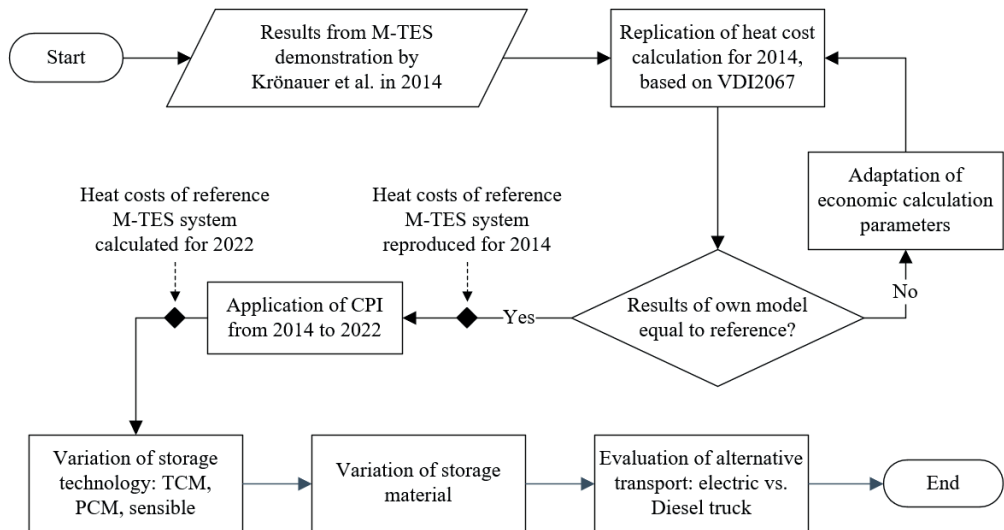 Start
Results from M-TES
demonstration by
Krönauer et al. in 2014
Replication of heat cost
calculation for 2014,
based on VDI2067
Adaptation of
economic calculation
parameters
No
Results of own model
equal to reference?
Yes
Heat costs of reference
M-TES system
reproduced for 2014
Application of CPI
from 2014 to 2022
Heat costs of reference
M-TES system
calculated for 2022
Variation of storage
technology: TCM,
PCM, sensible
Variation of storage
material
Evaluation of alternative
transport: electric vs.
Diesel truck
End